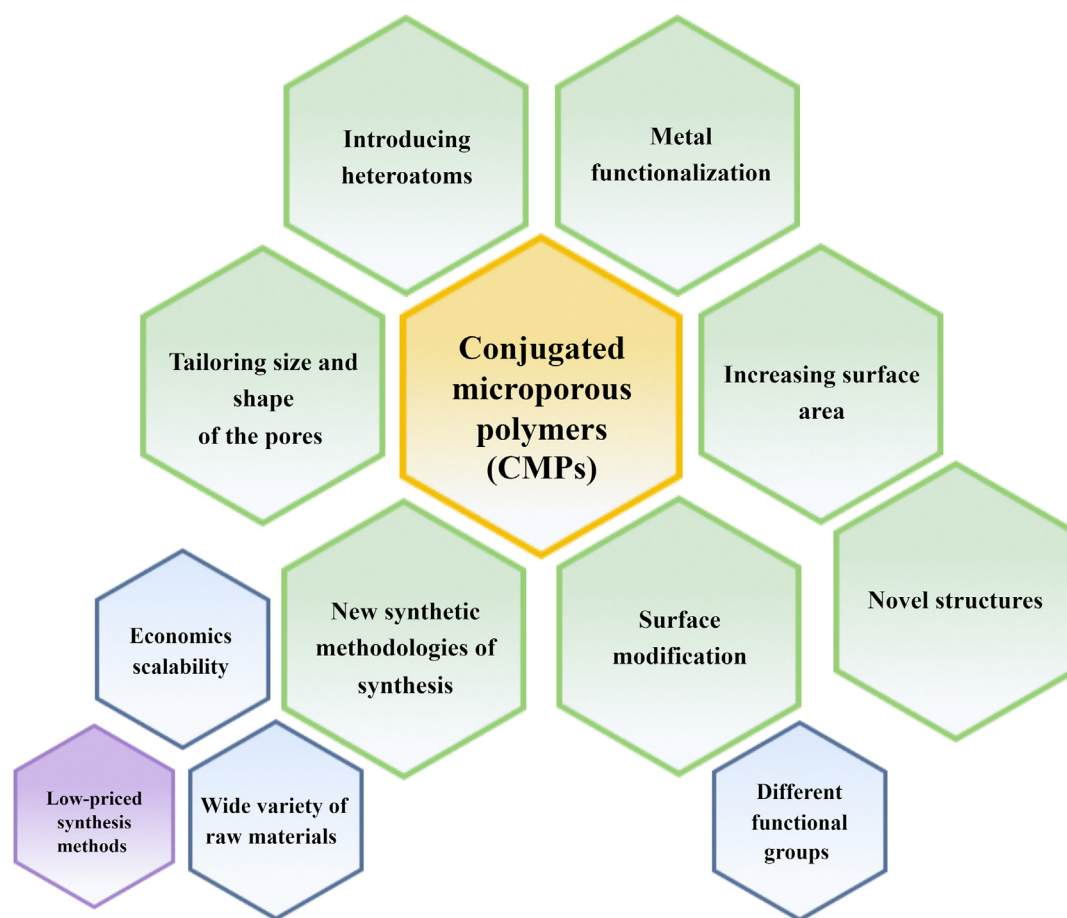 Introducing
heteroatoms
Metal
functionalization
Tailoring size and
shape
of the pores
Conjugated
microporous
polymers
(CMPs)
Increasing surface
area
Novel structures
New synthetic
methodologies of
synthesis
Surface
modification
Economics
scalability
Low-priced
synthesis
methods
Wide variety of
raw materials
Different
functional
groups